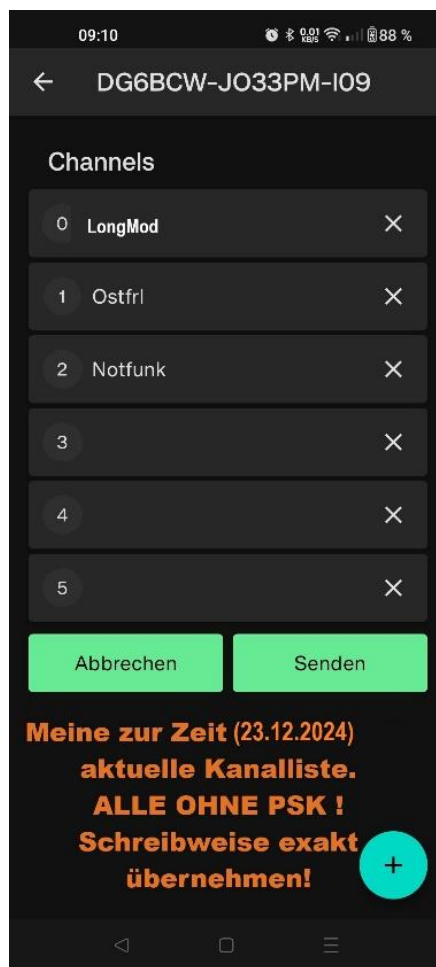 09:10 0.01 KB/S 88 %
DG6BCW-JO33PM-I09
Channels
0 LongMod
1 Ostfrl
2 Notfunk
3
4
5
Abbrechen Senden
Meine zur Zeit (23.12.2024)
aktuelle Kanalliste.
ALLE OHNE PSK !
Schreibweise exakt
übernehmen!